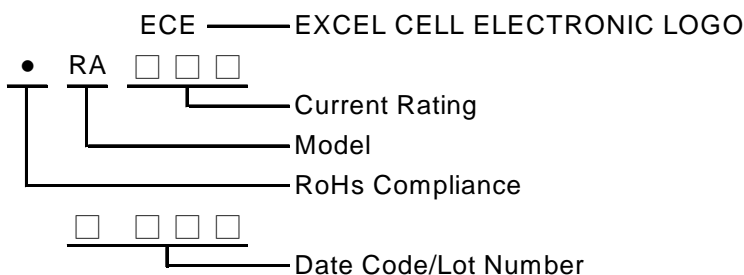 ECE EXCEL CELL ELECTRONIC LOGO
• RA □ □ □
Current Rating
Model
RoHs Compliance
□ □ □ □
Date Code/Lot Number